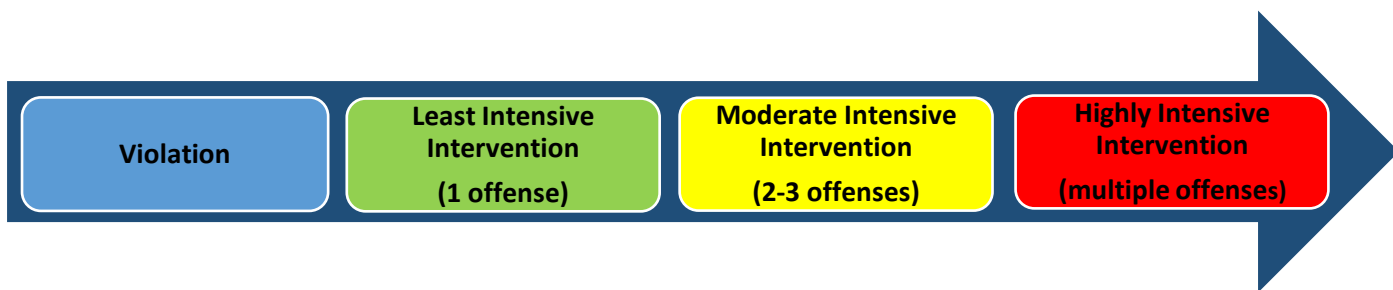 Violation
Least Intensive
Intervention
(1 offense)
Moderate Intensive
Intervention
(2-3 offenses)
Highly Intensive
Intervention
(multiple offenses)